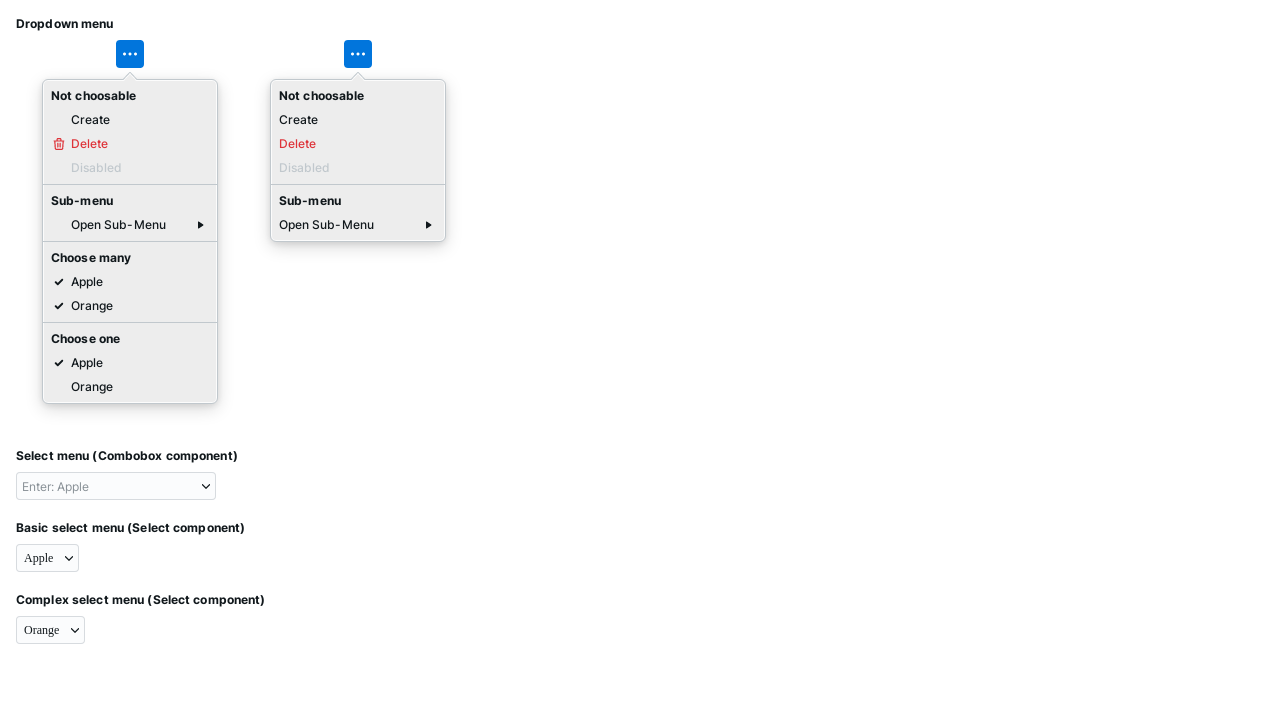 Dropdown menu
Not choosable
Create
Delete
Disabled
Sub-menu
Open Sub-Menu
Choose many
Apple
Orange
Choose one
Apple
Orange
Not choosable
Create
Delete
Disabled
Sub-menu
Open Sub-Menu
Select menu (Combobox component)
Enter: Apple
Basic select menu (Select component)
Apple
Complex select menu (Select component)
Orange